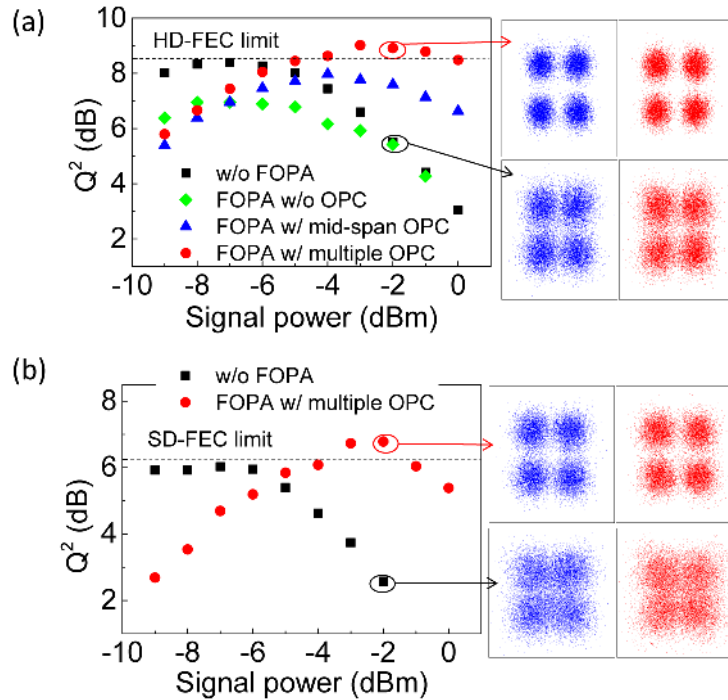 (a)
10
8
6
4
2
HD-FEC limit
w/o FOPA
FOPA w/o OPC
FOPA w/ mid-span OPC
FOPA w/ multiple OPC
Q² (dB)
-10 -8 -6 -4 -2 0
Signal power (dBm)
(b)
w/o FOPA
FOPA w/ multiple OPC
8
6
4
2
SD-FEC limit
Q² (dB)
-10 -8 -6 -4 -2 0
Signal power (dBm)